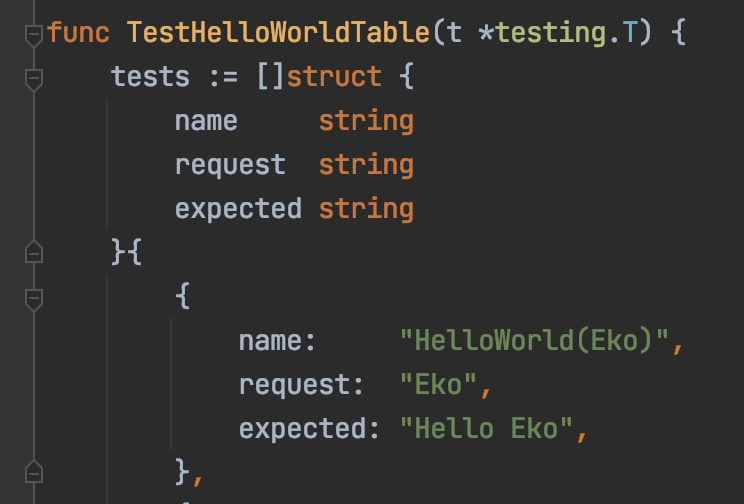 func TestHelloWorldTable(t *testing.T) {
    tests := []struct {
        name     string
        request  string
        expected string
    }{
        {
            name:     "HelloWorld(Eko)",
            request:  "Eko",
            expected: "Hello Eko",
        },